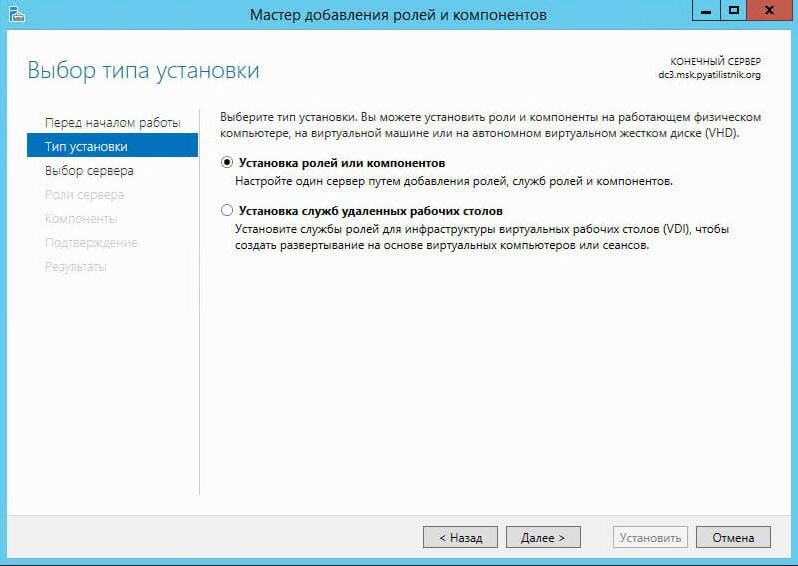 Мастер добавления ролей и компонентов
Выбор типа установки
КОНЕЧНЫЙ СЕРВЕР
dc3.msk.pyatilistnik.org
Перед началом работы
Тип установки
Выбор сервера
Роли сервера
Компоненты
Подтверждение
Результаты
Выберите тип установки. Вы можете установить роли и компоненты на работающем физическом
компьютере, на виртуальной машине или на автономном виртуальном жестком диске (VHD).
Установка ролей или компонентов
Настройте один сервер путем добавления ролей, служб ролей и компонентов.
Установка служб удаленных рабочих столов
Установите службы ролей для инфраструктуры виртуальных рабочих столов (VDI), чтобы
создать развертывание на основе виртуальных компьютеров или сеансов.
< Назад
Далее >
Установить
Отмена